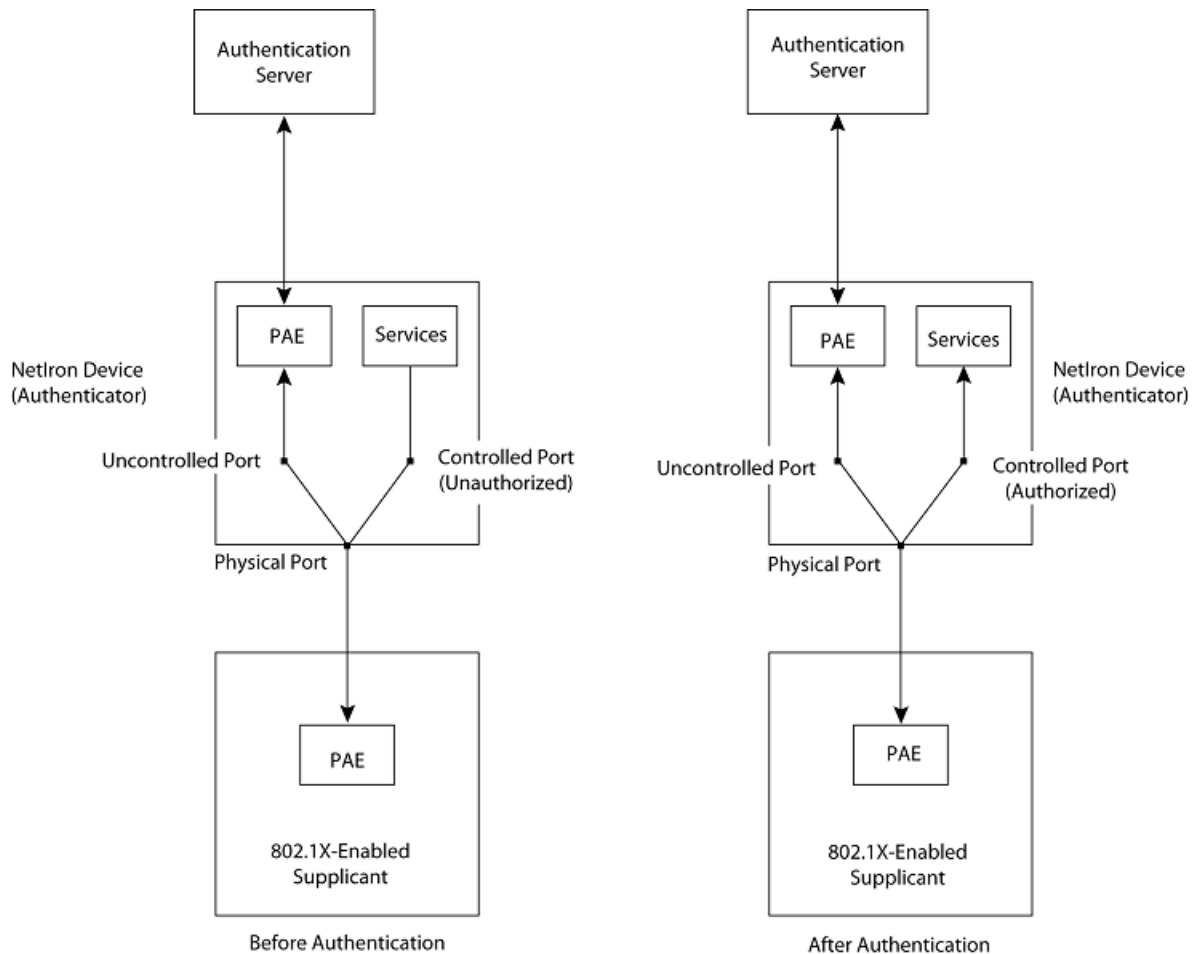 Authentication
Server
PAE
Services
NetIron Device
(Authenticator)
Uncontrolled Port
Controlled Port
(Unauthorized)
Physical Port
PAE
802.1X-Enabled
Supplicant
Before Authentication
Authentication
Server
PAE
Services
NetIron Device
(Authenticator)
Uncontrolled Port
Controlled Port
(Authorized)
Physical Port
PAE
802.1X-Enabled
Supplicant
After Authentication